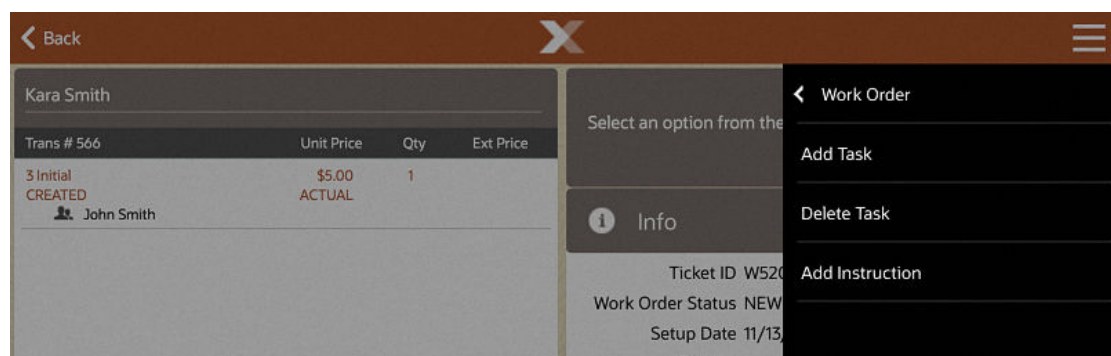 Back
Kara Smith
Trans # 566 Unit Price Qty Ext Price
3 Initial $5.00 1
CREATED ACTUAL
John Smith
Select an option from the
Info
Ticket ID W520
Work Order Status NEW
Setup Date 11/13/
Work Order
Add Task
Delete Task
Add Instruction